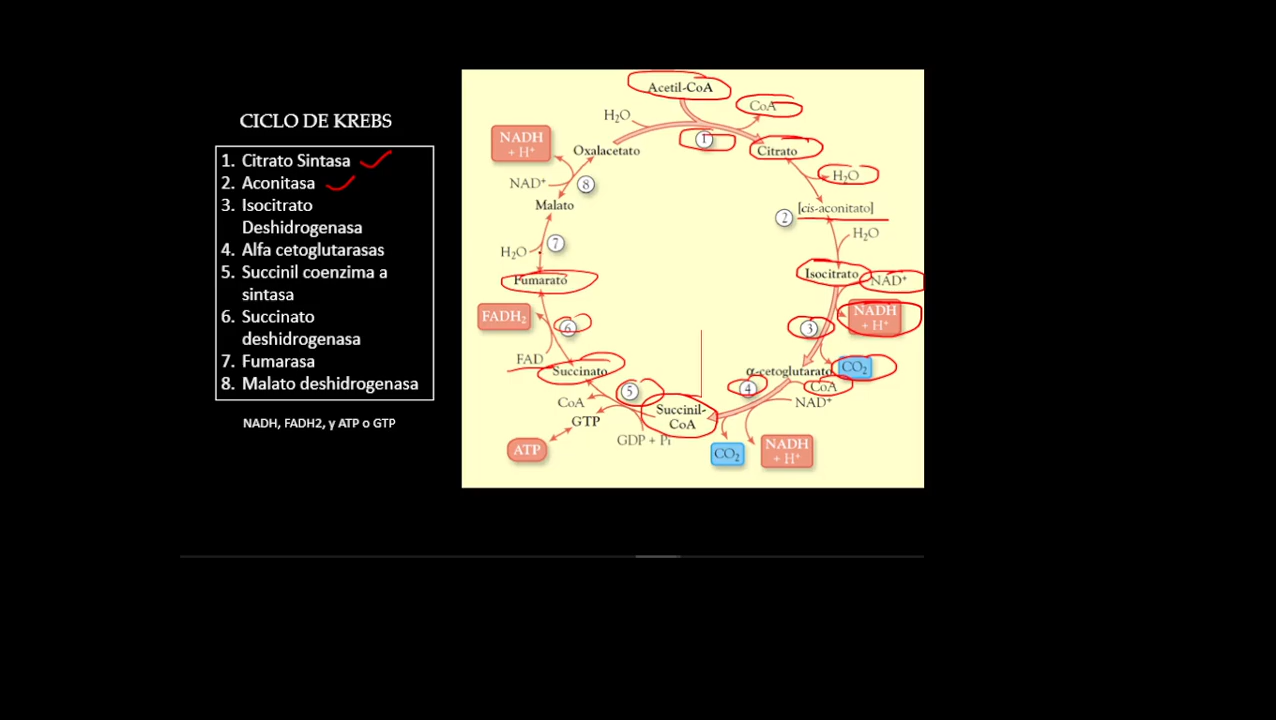 CICLO DE KREBS
1. Citrato Sintasa
2. Aconitasa
3. Isocitrato
Deshidrogenasa
4. Alfa cetoglutarasas
5. Succinil coenzima a
sintasa
6. Succinato
deshidrogenasa
7. Fumarasa
8. Malato deshidrogenasa
NADH, FADH2, y ATP o GTP
Acetil-CoA
CoA
H₂O
1
Citrato
Oxalacetato
NADH
+ H⁺
NAD⁺
8
Malato
H₂O
[cis-aconitato]
2
H₂O
Isocitrato
NAD⁺
NADH
+ H⁺
3
CO₂
α-cetoglutarato
CoA
NAD⁺
4
NADH
+ H⁺
CO₂
Succinil-
CoA
5
GDP + Pi
GTP
ATP
CoA
Succinato
FAD
6
FADH₂
Fumarato
H₂O
7